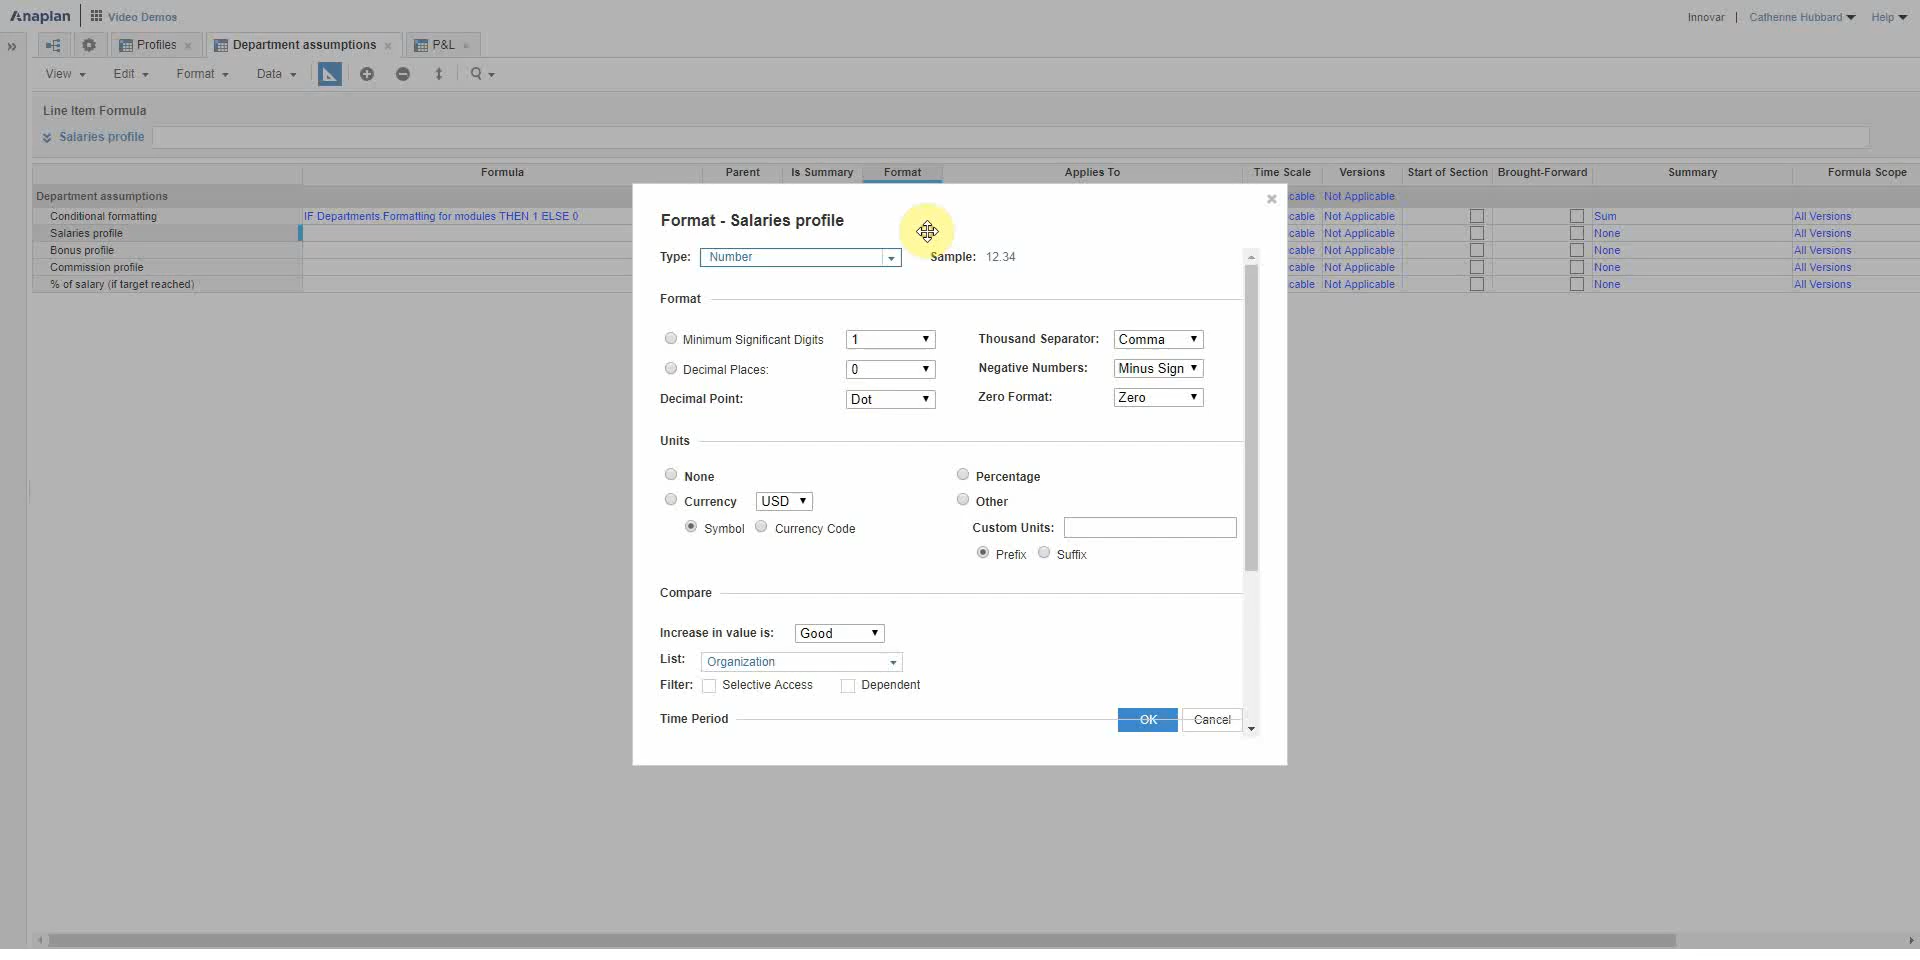 Anaplan Video Demos Innovar | Catherine Hubbard Help
Profiles Department assumptions P&L
View Edit Format Data
Line Item Formula
Salaries profile
Formula Parent Is Summary Format Applies To Time Scale Versions Start of Section Brought-Forward Summary Formula Scope
Department assumptions cable Not Applicable
Conditional formatting IF Departments.Formatting for modules THEN 1 ELSE 0 cable Not Applicable Sum All Versions
Salaries profile cable Not Applicable None All Versions
Bonus profile cable Not Applicable None All Versions
Commission profile cable Not Applicable None All Versions
% of salary (if target reached) cable Not Applicable None All Versions
Format - Salaries profile
Type: Number Sample: 12.34
Format
Minimum Significant Digits 1 Thousand Separator: Comma
Decimal Places: 0 Negative Numbers: Minus Sign
Decimal Point: Dot Zero Format: Zero
Units
None Percentage
Currency USD Other
Symbol Currency Code Custom Units:
Prefix Suffix
Compare
Increase in value is: Good
List: Organization
Filter: Selective Access Dependent
Time Period OK Cancel